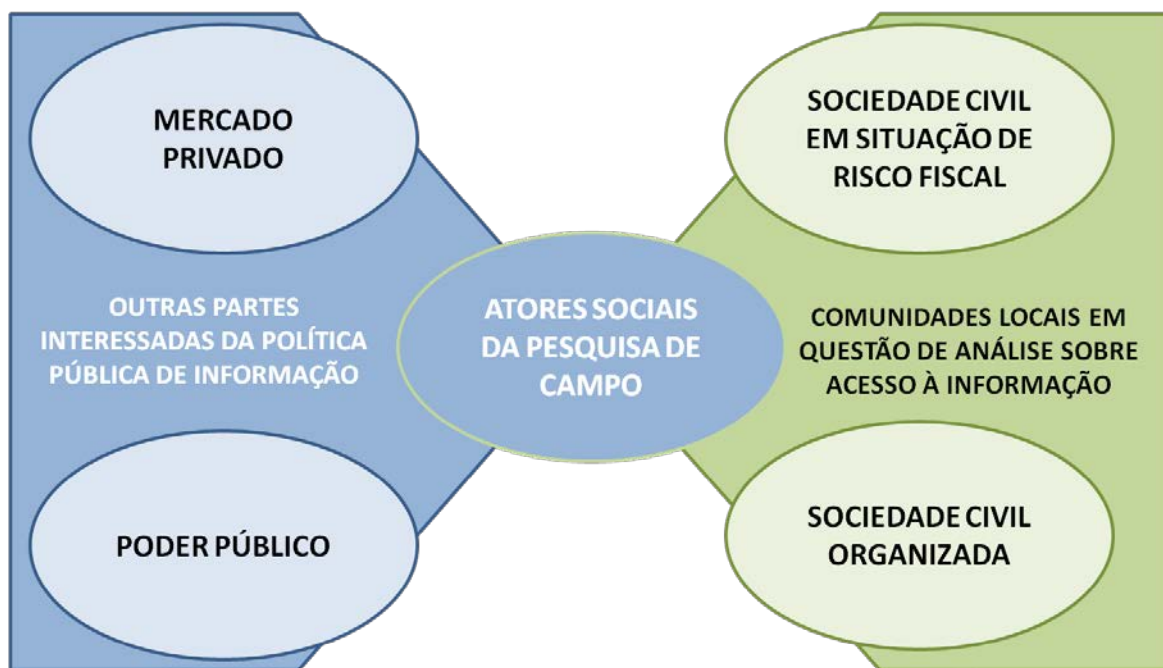 MERCADO
PRIVADO
OUTRAS PARTES
INTERESSADAS DA POLÍTICA
PÚBLICA DE INFORMAÇÃO
PODER PÚBLICO
ATORES SOCIAIS
DA PESQUISA DE
CAMPO
SOCIEDADE CIVIL
EM SITUAÇÃO DE
RISCO FISCAL
COMUNIDADES LOCAIS EM
QUESTÃO DE ANÁLISE SOBRE
ACESSO À INFORMAÇÃO
SOCIEDADE CIVIL
ORGANIZADA